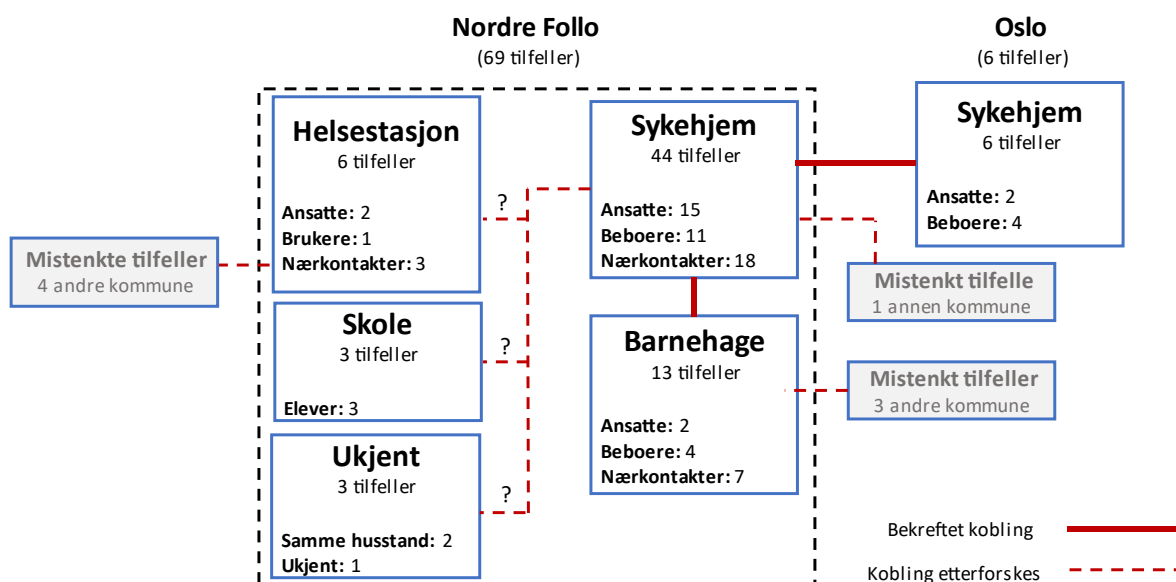 Nordre Follo
(69 tilfeller)
Oslo
(6 tilfeller)
Helsestasjon
6 tilfeller
Ansatte: 2
Brukere: 1
Nærkontakter: 3
Sykehjem
44 tilfeller
Ansatte: 15
Beboere: 11
Nærkontakter: 18
Sykehjem
6 tilfeller
Ansatte: 2
Beboere: 4
?
Mistenkte tilfeller
4 andre kommune
Mistenkt tilfelle
1 annen kommune
Skole
3 tilfeller
Elever: 3
?
Barnehage
13 tilfeller
Ansatte: 2
Beboere: 4
Nærkontakter: 7
Mistenkt tilfeller
3 andre kommune
Ukjent
3 tilfeller
Samme husstand: 2
Ukjent: 1
?
Bekreftet kobling
Kobling etterforskes